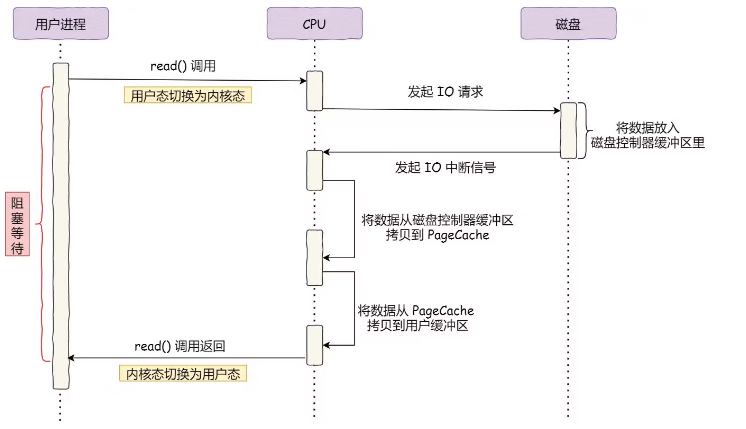 用户进程
CPU
磁盘
read() 调用
用户态切换为内核态
发起 IO 请求
将数据放入
磁盘控制器缓冲区里
发起 IO 中断信号
阻塞等待
将数据从磁盘控制器缓冲区
拷贝到 PageCache
将数据从 PageCache
拷贝到用户缓冲区
read() 调用返回
内核态切换为用户态